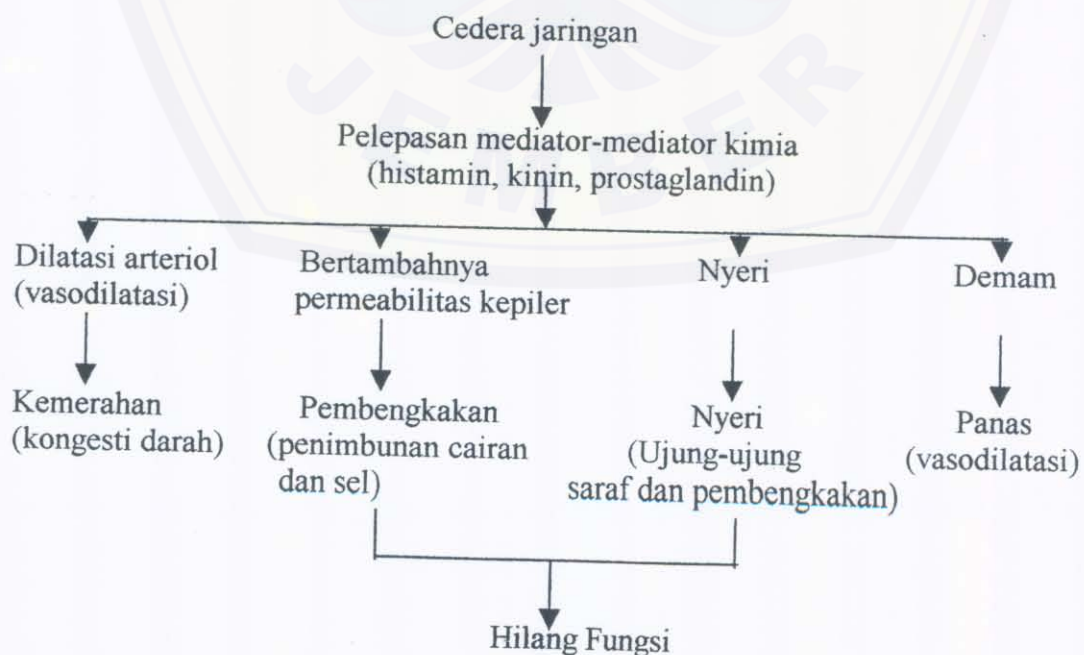 JEMBER
Cedera jaringan
Pelepasan mediator-mediator kimia
(histamin, kinin, prostaglandin)
Dilatasi arteriol
(vasodilatasi)
Bertambahnya
permeabilitas kepiler
Nyeri
Demam
Kemerahan
(kongesti darah)
Pembengkakan
(penimbunan cairan
dan sel)
Nyeri
(Ujung-ujung
saraf dan pembengkakan)
Panas
(vasodilatasi)
Hilang Fungsi